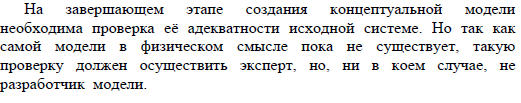 На завершающем этапе создания концептуальной модели
необходима проверка её адекватности исходной системе. Но так как
самой модели в физическом смысле пока не существует, такую
проверку должен осуществить эксперт, но, ни в коем случае, не
разработчик модели.